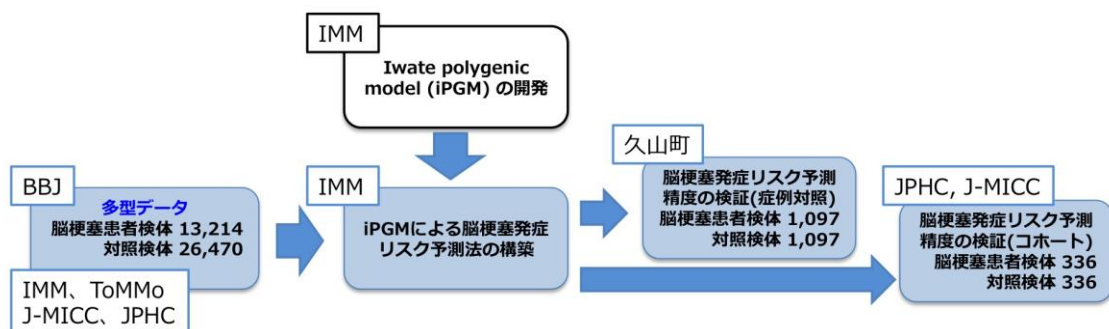 IMM
Iwate polygenic
model (iPGM) の開発
BBJ
多型データ
脳梗塞患者検体 13,214
対照検体 26,470
IMM、ToMMo
J-MICC、JPHC
IMM
iPGMによる脳梗塞発症
リスク予測法の構築
久山町
脳梗塞発症リスク予測
精度の検証(症例対照)
脳梗塞患者検体 1,097
対照検体 1,097
JPHC, J-MICC
脳梗塞発症リスク予測
精度の検証(コホート)
脳梗塞患者検体 336
対照検体 336